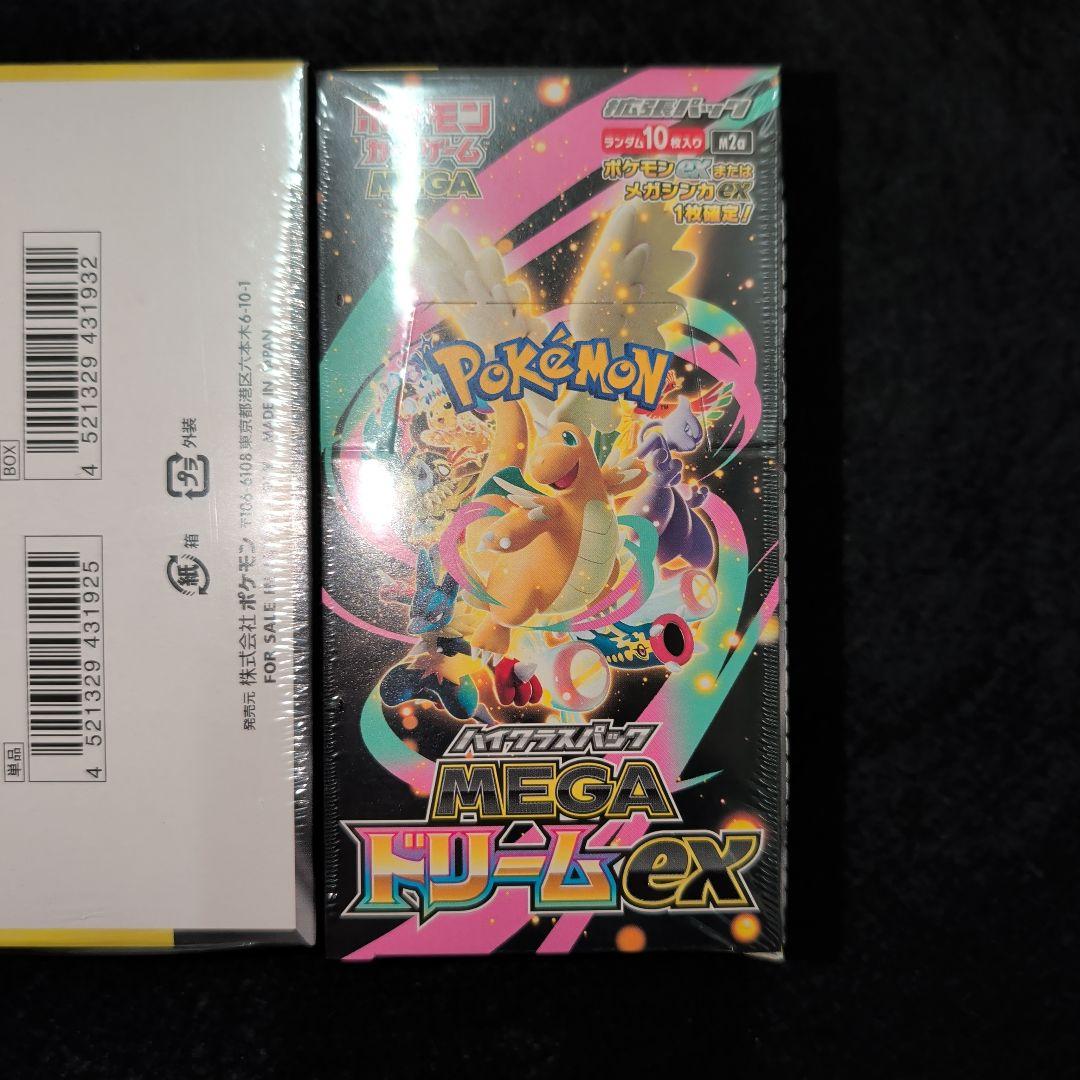 BOX
4 521329 431932
単品
4 521329 431925
プラ 外装
紙 箱
発売元 株式会社ポケモン 〒106-6108 東京都港区六本木6-10-1
FOR SALE IN
MADE IN JAPAN
ポケモン
カードゲーム
MEGA
拡張パック
ランダム10枚入り M2a
ポケモンexまたは
メガシンカex
1枚確定!
POKéMON
ハイクラスパック
MEGA
ドリームex